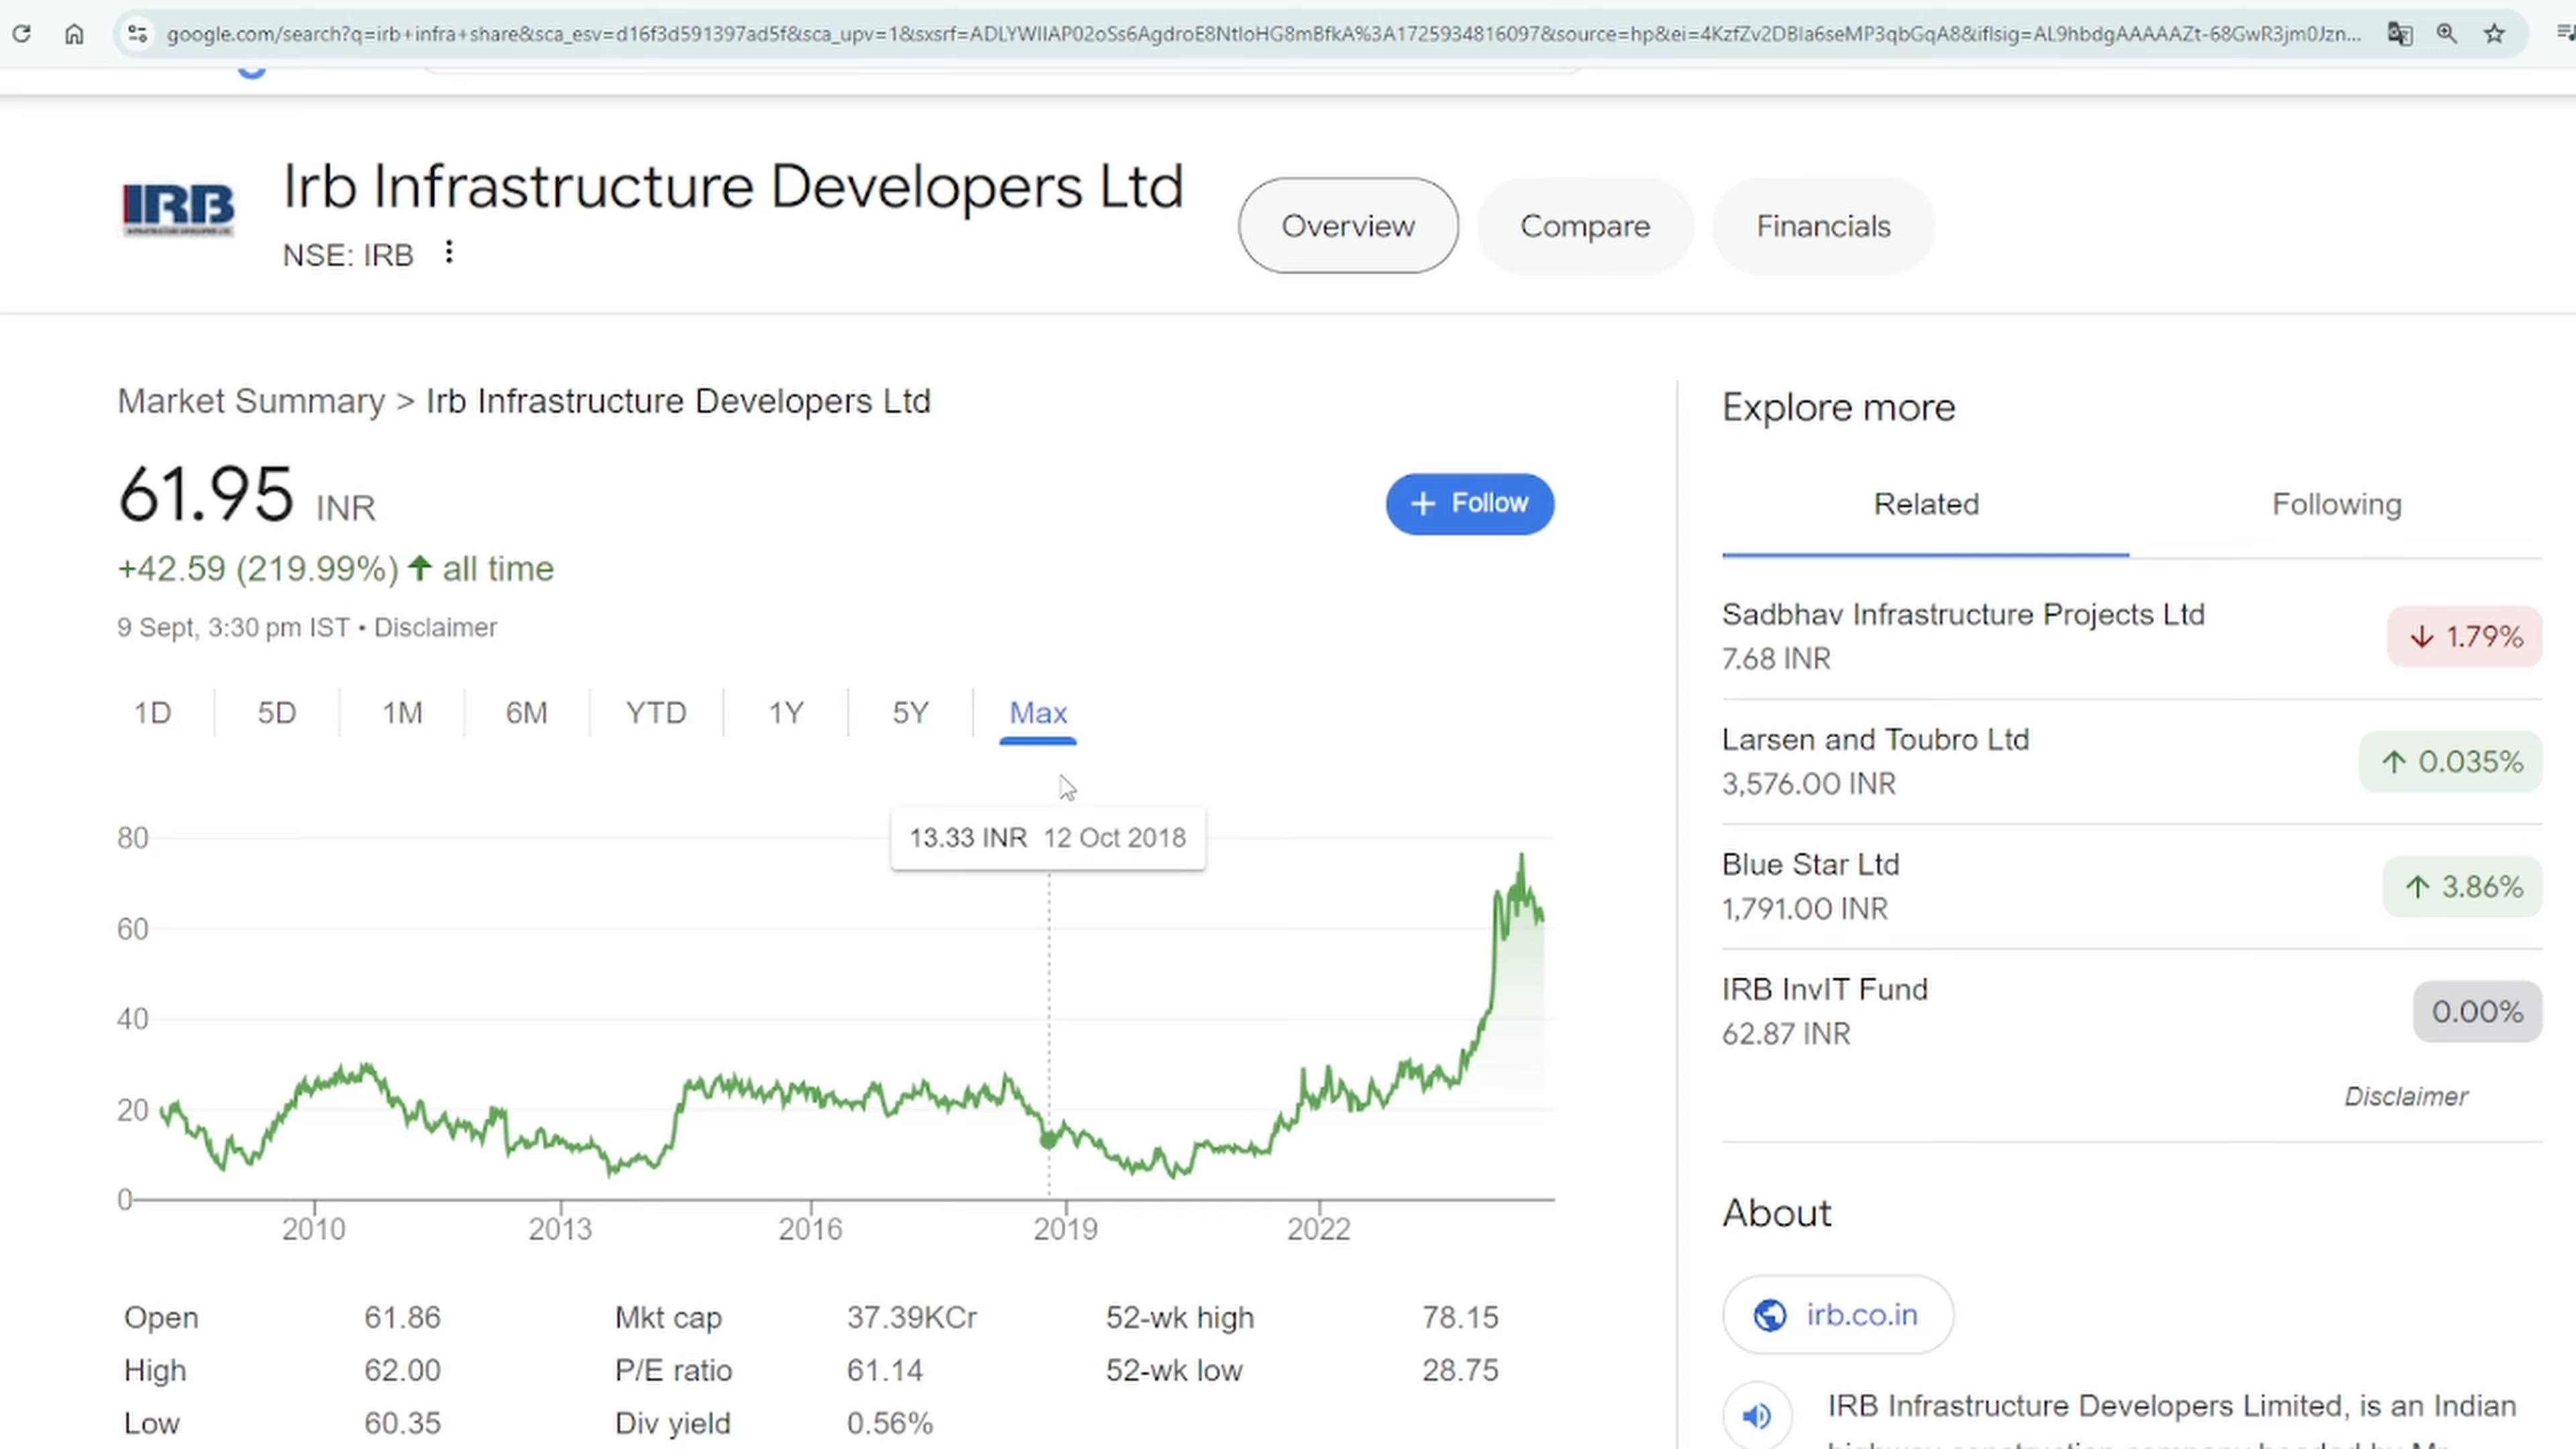 google.com/search?q=irb+infra+share&sca_esv=d16f3d591397ad5f&sca_upv=1&sxsrf=ADLYWIIAP02oSs6AgdroE8NtIoHG8mBfkA%3A1725934816097&source=hp&ei=4KzfZv2DBIa6seMP3qbGqA8&iflsig=AL9hbdgAAAAAZt-68GwR3jm0Jzn...
IRB
Irb Infrastructure Developers Ltd
NSE: IRB
Overview
Compare
Financials
Market Summary > Irb Infrastructure Developers Ltd
61.95 INR
+ Follow
+42.59 (219.99%) ↑ all time
9 Sept, 3:30 pm IST • Disclaimer
1D 5D 1M 6M YTD 1Y 5Y Max
13.33 INR 12 Oct 2018
80
60
40
20
0
2010 2013 2016 2019 2022
Open 61.86 Mkt cap 37.39KCr 52-wk high 78.15
High 62.00 P/E ratio 61.14 52-wk low 28.75
Low 60.35 Div yield 0.56%
Explore more
Related Following
Sadbhav Infrastructure Projects Ltd
7.68 INR
↓ 1.79%
Larsen and Toubro Ltd
3,576.00 INR
↑ 0.035%
Blue Star Ltd
1,791.00 INR
↑ 3.86%
IRB InvIT Fund
62.87 INR
0.00%
Disclaimer
About
irb.co.in
IRB Infrastructure Developers Limited, is an Indian